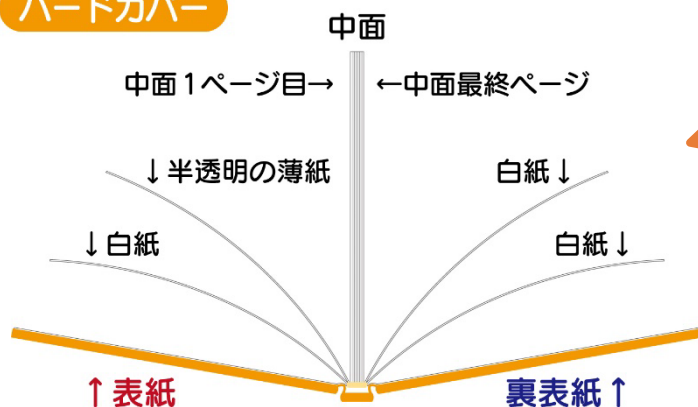 ハードカバー
中面
中面1ページ目→ ←中面最終ページ
↓半透明の薄紙 白紙↓
↓白紙 白紙↓
↑表紙 裏表紙↑